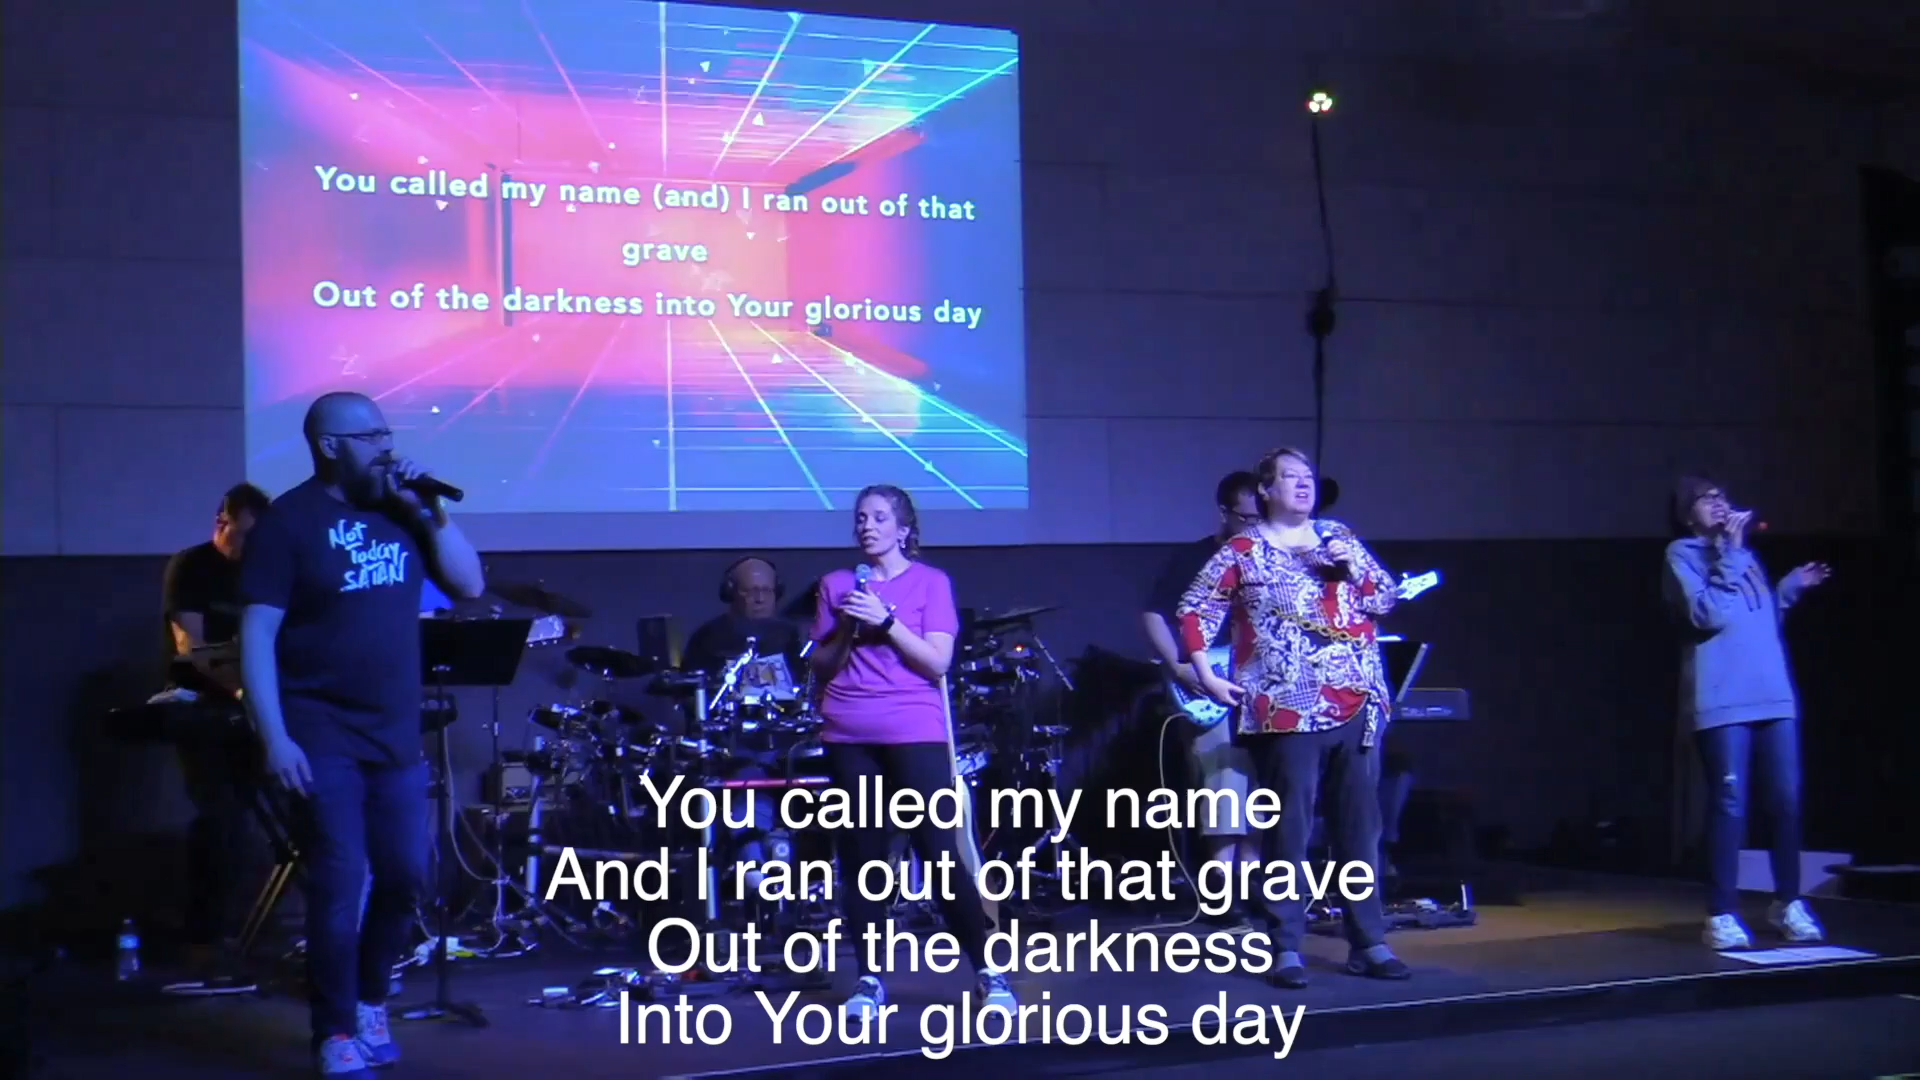 You called my name (and) I ran out of that
grave
Out of the darkness into Your glorious day
Not
Today
SATAN
You called my name
And I ran out of that grave
Out of the darkness
Into Your glorious day